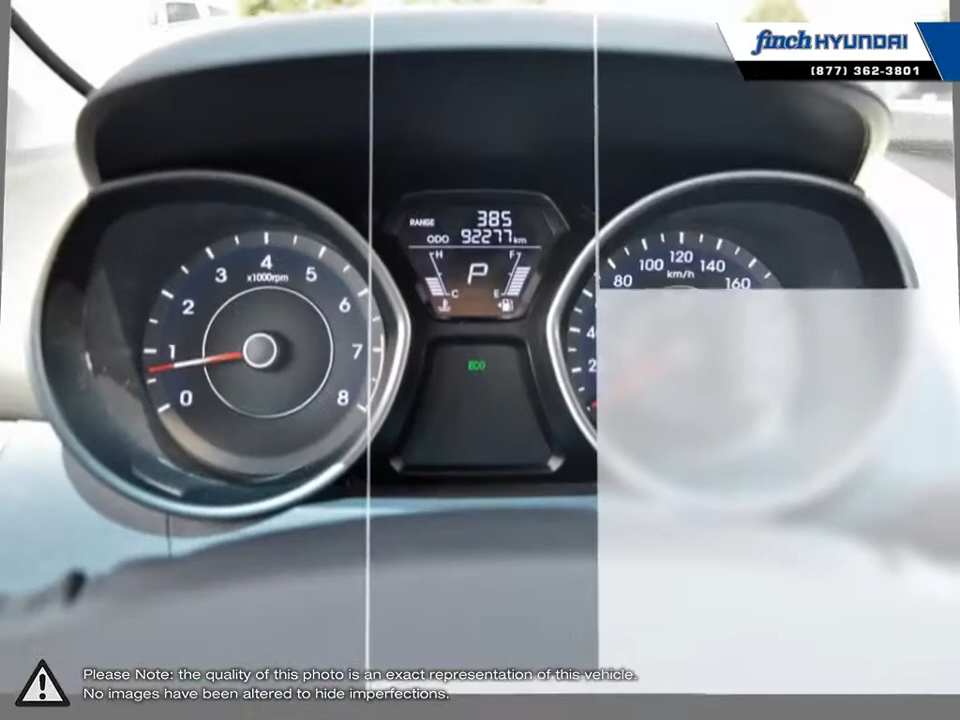 finch HYUNDAI
(877) 362-3801
RANGE 385
ODO 92277 km
H F
P
C E
ECO
0 1 2 3 4 5 6 7 8
x1000rpm
80 100 120 140 160
km/h
Please Note: the quality of this photo is an exact representation of this vehicle.
No images have been altered to hide imperfections.